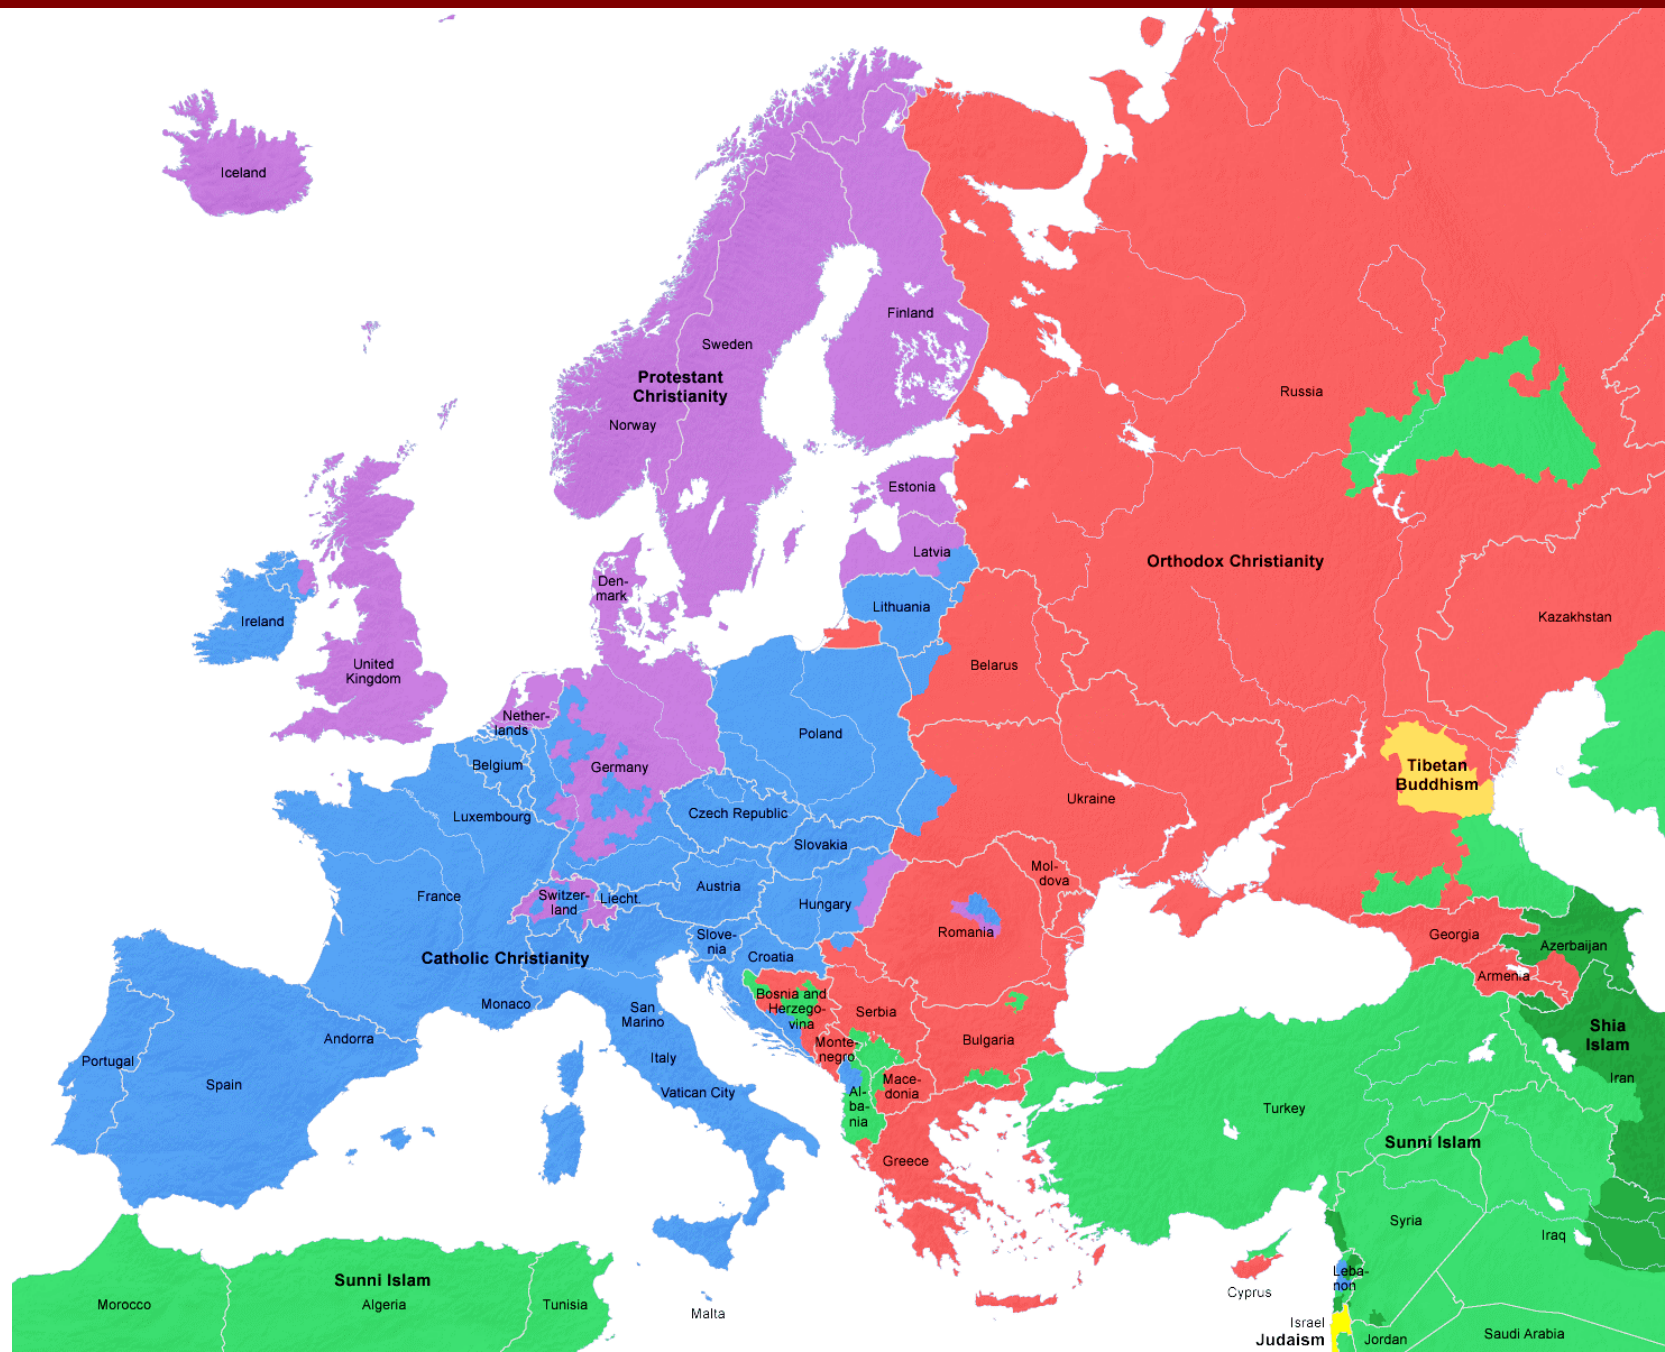 Iceland
Finland
Sweden
Protestant
Christianity
Norway
Russia
Estonia
Latvia
Orthodox Christianity
Den-
mark
Lithuania
Ireland
Kazakhstan
United
Kingdom
Belarus
Nether-
lands
Poland
Belgium
Germany
Tibetan
Buddhism
Ukraine
Luxembourg
Czech Republic
Slovakia
Mol-
dova
Austria
France
Switzer-
land
Liecht.
Hungary
Romania
Slove-
nia
Georgia
Azerbaijan
Catholic Christianity
Croatia
Armenia
Bosnia and
Herzego-
vina
Monaco
San
Marino
Serbia
Shia
Islam
Andorra
Monte-
negro
Bulgaria
Portugal
Italy
Iran
Spain
Vatican City
Al-
ba-
nia
Mace-
donia
Turkey
Sunni Islam
Greece
Syria
Iraq
Leba-
non
Sunni Islam
Morocco
Algeria
Tunisia
Malta
Cyprus
Israel
Judaism
Jordan
Saudi Arabia